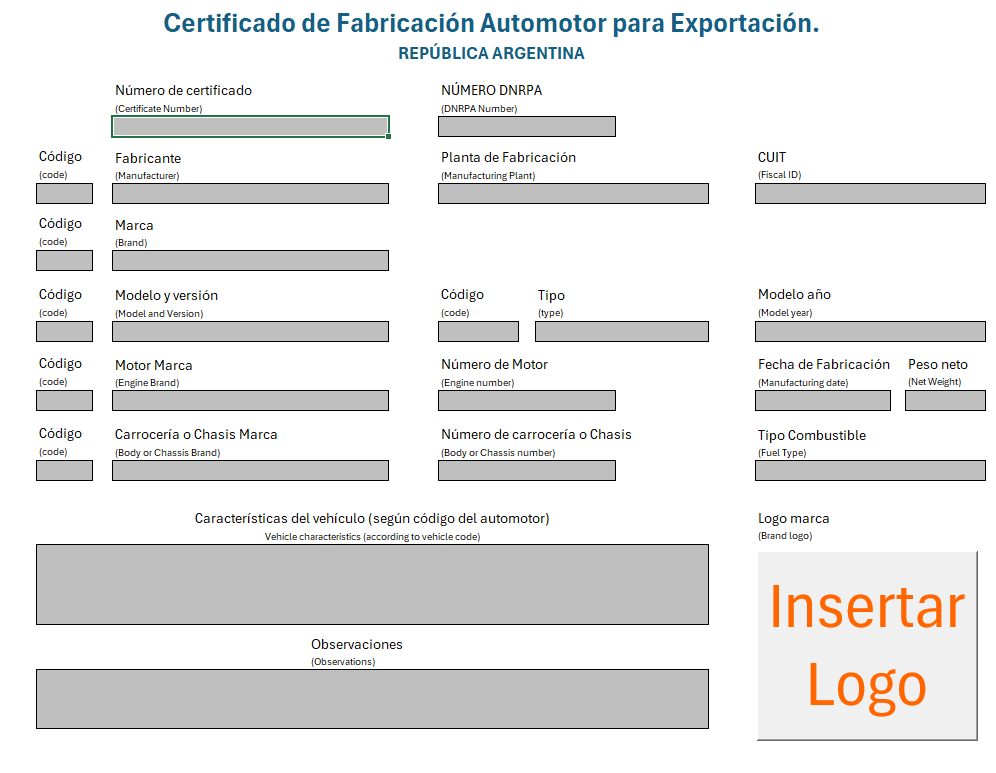 Certificado de Fabricación Automotor para Exportación.
REPÚBLICA ARGENTINA
Número de certificado
(Certificate Number)
NÚMERO DNRPA
(DNRPA Number)
Código
(code)
Fabricante
(Manufacturer)
Planta de Fabricación
(Manufacturing Plant)
CUIT
(Fiscal ID)
Código
(code)
Marca
(Brand)
Código
(code)
Modelo y versión
(Model and Version)
Código
(code)
Tipo
(type)
Modelo año
(Model year)
Código
(code)
Motor Marca
(Engine Brand)
Número de Motor
(Engine number)
Fecha de Fabricación
(Manufacturing date)
Peso neto
(Net Weight)
Código
(code)
Carrocería o Chasis Marca
(Body or Chassis Brand)
Número de carrocería o Chasis
(Body or Chassis number)
Tipo Combustible
(Fuel Type)
Características del vehículo (según código del automotor)
Vehicle characteristics (according to vehicle code)
Logo marca
(Brand logo)
Insertar
Logo
Observaciones
(Observations)